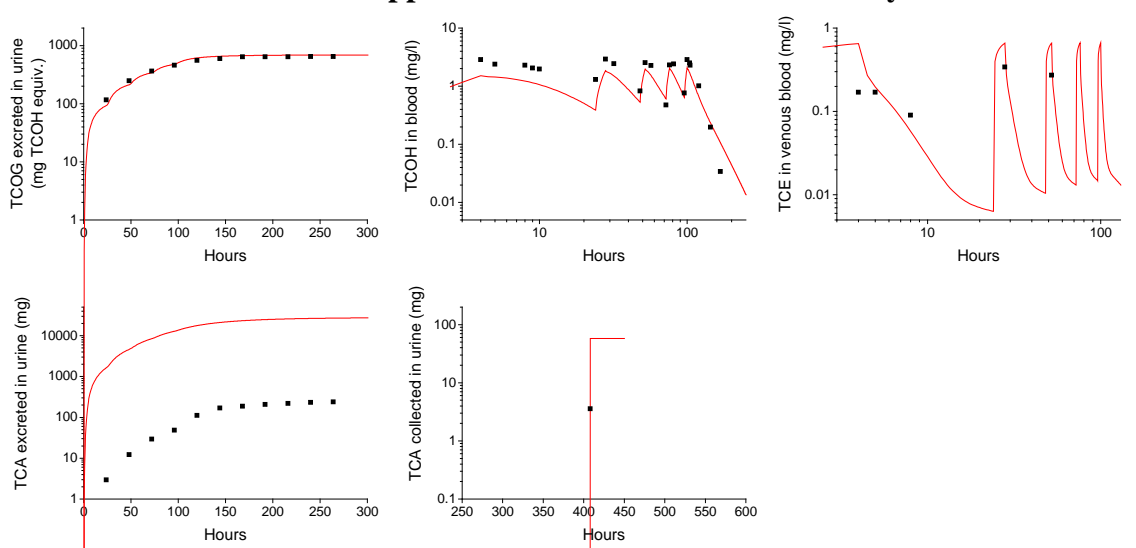 TCOG excreted in urine
(mg TCOH equiv.)
1000
100
10
1
0 50 100 150 200 250 300
Hours
TCOH in blood (mg/l)
10
1
0.1
0.01
10 100
Hours
TCE in venous blood (mg/l)
1
0.1
0.01
10 100
Hours
TCA excreted in urine (mg)
10000
1000
100
10
1
0 50 100 150 200 250 300
Hours
TCA collected in urine (mg)
100
10
1
0.1
250 300 350 400 450 500 550 600
Hours